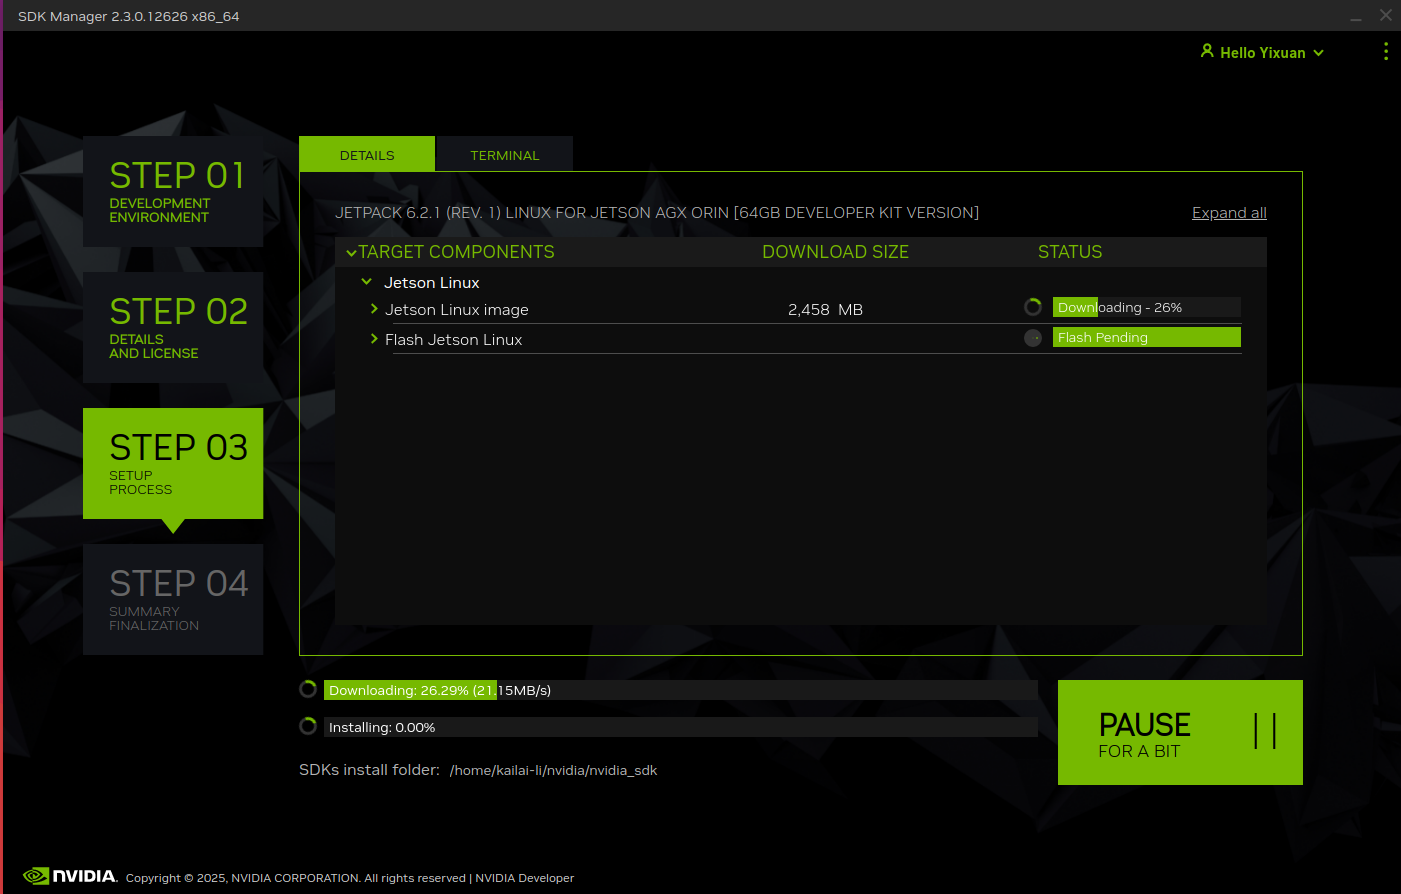 SDK Manager 2.3.0.12626 x86_64
Hello Yixuan
STEP 01
DEVELOPMENT
ENVIRONMENT
STEP 02
DETAILS
AND LICENSE
STEP 03
SETUP
PROCESS
STEP 04
SUMMARY
FINALIZATION
DETAILS
TERMINAL
JETPACK 6.2.1 (REV. 1) LINUX FOR JETSON AGX ORIN [64GB DEVELOPER KIT VERSION]
Expand all
TARGET COMPONENTS DOWNLOAD SIZE STATUS
Jetson Linux
Jetson Linux image 2,458 MB Downloading - 26%
Flash Jetson Linux Flash Pending
Downloading: 26.29% (21.15MB/s)
Installing: 0.00%
SDKs install folder: /home/kailai-li/nvidia/nvidia_sdk
PAUSE
FOR A BIT
NVIDIA. Copyright © 2025, NVIDIA CORPORATION. All rights reserved | NVIDIA Developer